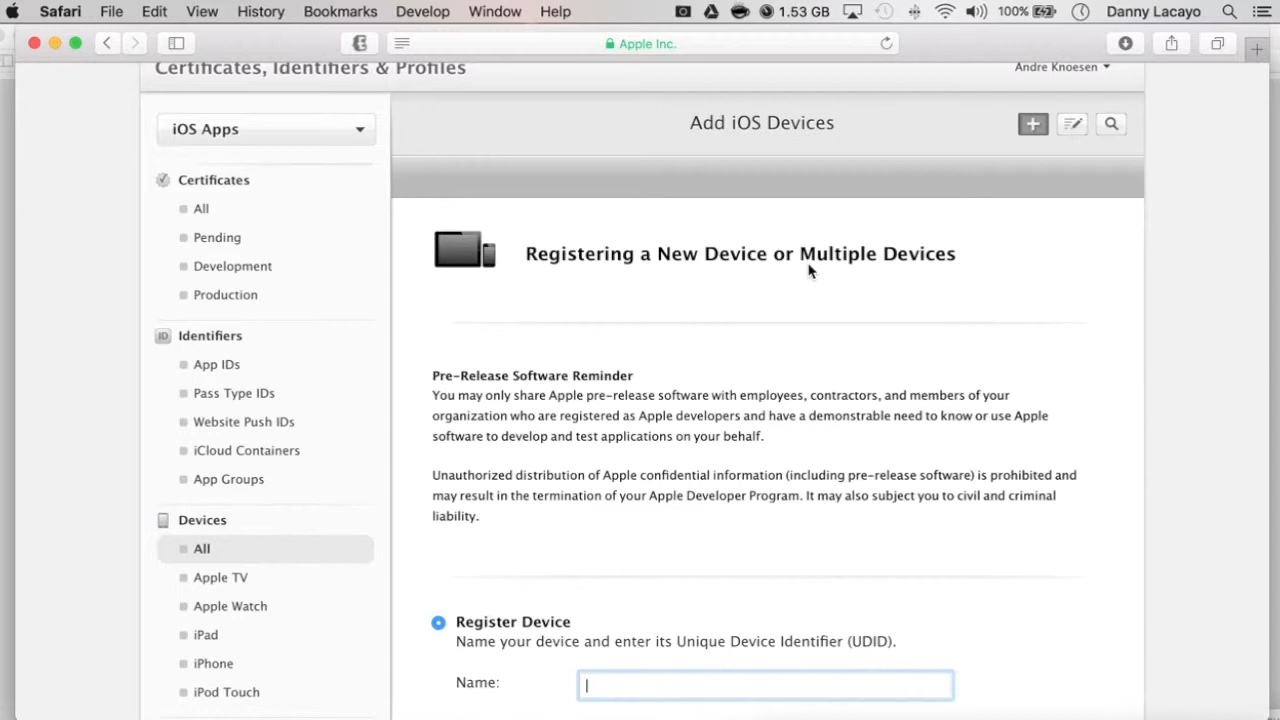 Safari File Edit View History Bookmarks Develop Window Help 1.53 GB 100% Danny Lacayo
Apple Inc.
Certificates, Identifiers & Profiles
Andre Knoesen
iOS Apps
Add iOS Devices
Certificates
All
Pending
Development
Production
Identifiers
App IDs
Pass Type IDs
Website Push IDs
iCloud Containers
App Groups
Devices
All
Apple TV
Apple Watch
iPad
iPhone
iPod Touch
Registering a New Device or Multiple Devices
Pre-Release Software Reminder
You may only share Apple pre-release software with employees, contractors, and members of your
organization who are registered as Apple developers and have a demonstrable need to know or use Apple
software to develop and test applications on your behalf.
Unauthorized distribution of Apple confidential information (including pre-release software) is prohibited and
may result in the termination of your Apple Developer Program. It may also subject you to civil and criminal
liability.
Register Device
Name your device and enter its Unique Device Identifier (UDID).
Name: